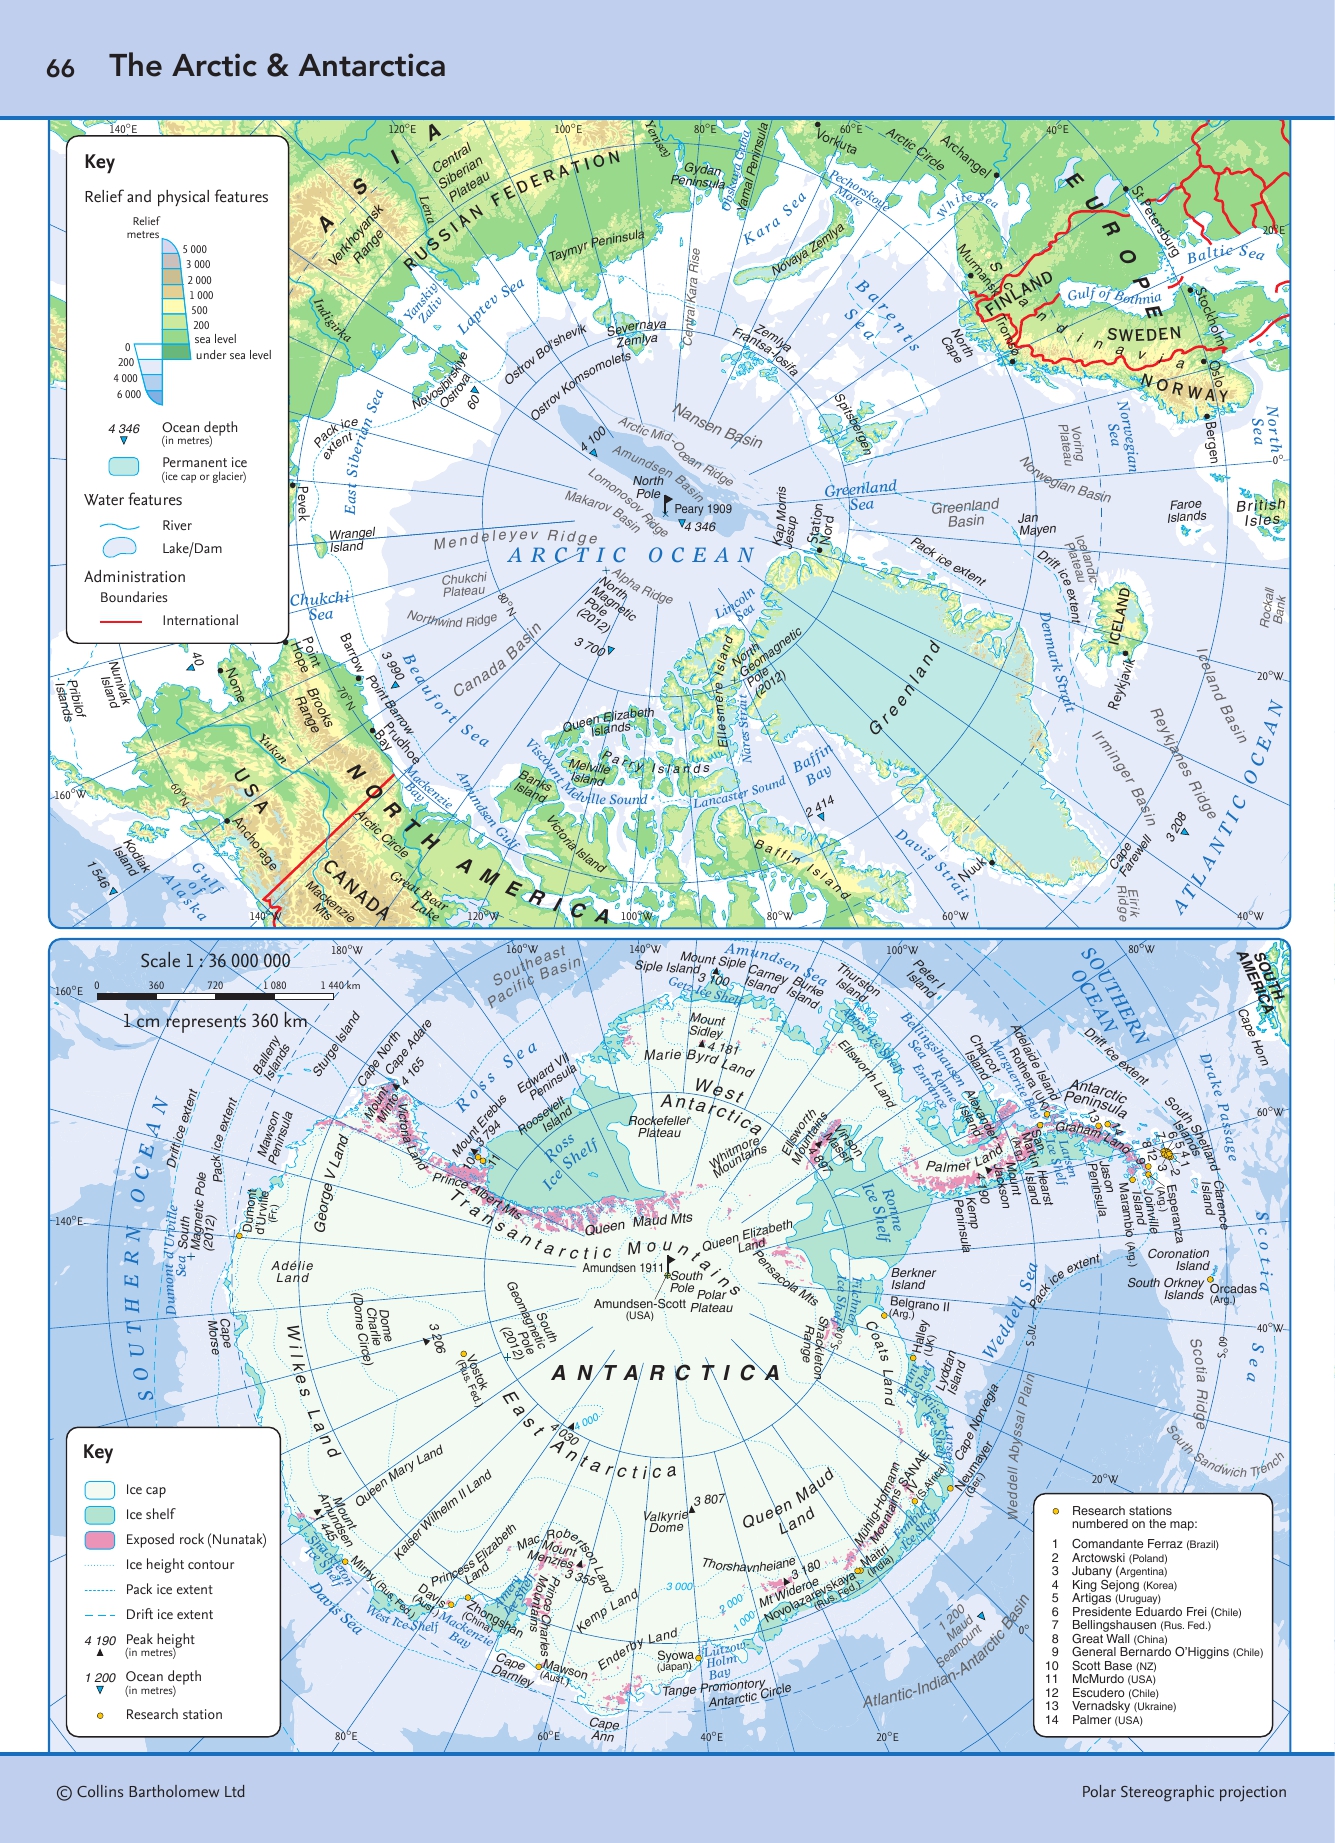 66 The Arctic & Antarctica
Key
Relief and physical features
Relief
metres
5 000
3 000
2 000
1 000
500
200
sea level
under sea level
0
200
4 000
6 000
4 346
Ocean depth
(in metres)
Permanent ice
(ice cap or glacier)
Water features
River
Lake/Dam
Administration
Boundaries
International
140°E
120°E
100°E
80°E
60°E
40°E
20°E
0°
20°W
40°W
60°W
80°W
100°W
120°W
140°W
160°W
60°N
70°N
80°N
ASIA
RUSSIAN FEDERATION
Central
Siberian
Plateau
Verkhoyansk
Range
Lena
Indigirka
Yenisey
Taymyr Peninsula
Gydan
Peninsula
Obskaya Guba
Yamal Peninsula
Vorkuta
Pechorskoye
More
Arctic Circle
Archangel
White Sea
EUROPE
St Petersburg
Baltic Sea
Gulf of Bothnia
Stockholm
Murmansk
FINLAND
Scandinavia
SWEDEN
NORWAY
Tromsø
Oslo
Bergen
North
Cape
North
Sea
Kara Sea
Novaya Zemlya
Barents
Sea
Central Kara Rise
Yanskiy
Zaliv
Laptev Sea
Novosibirskiye
Ostrova
60
Ostrov Bol'shevik
Severnaya
Zemlya
Ostrov Komsomolets
Zemlya
Frantsa-Iosifa
Spitsbergen
Pack ice
extent
East Siberian Sea
Pevek
Wrangel
Island
Chukchi
Sea
4 100
Nansen Basin
Arctic Mid-Ocean Ridge
Amundsen Basin
Lomonosov Ridge
Makarov Basin
North
Pole
Peary 1909
4 346
Mendeleyev Ridge
ARCTIC OCEAN
Alpha Ridge
North
Magnetic
Pole
(2012)
3 700
Chukchi
Plateau
Northwind Ridge
Canada Basin
Kap Morris
Jesup
Station
Nord
Greenland
Sea
Greenland
Basin
Norwegian Basin
Voring
Plateau
Norwegian
Sea
Jan
Mayen
Faroe
Islands
British
Isles
Icelandic
Plateau
Pack ice extent
Drift ice extent
ICELAND
Reykjavik
Rockall
Bank
Denmark Strait
Iceland Basin
Reykjanes Ridge
Irminger Basin
ATLANTIC OCEAN
3 208
Eirik
Ridge
Cape
Farewell
Greenland
Nuuk
Davis Strait
Lincoln
Sea
North
Geomagnetic
Pole
(2012)
Ellesmere Island
Nares Strait
Baffin
Bay
2 414
Baffin Island
Lancaster Sound
Queen Elizabeth
Islands
Parry Islands
Melville
Island
Viscount Melville Sound
Banks
Island
Victoria Island
Amundsen Gulf
Beaufort Sea
3 990
Mackenzie
Bay
Point
Hope
Barrow
Point Barrow
Prudhoe
Bay
Brooks
Range
Nome
40
Nunivak
Island
Pribilof
Islands
Yukon
USA
Anchorage
Kodiak
Island
1 546
Gulf
of
Alaska
NORTH AMERICA
Arctic Circle
CANADA
Mackenzie
Mts
Great Bear
Lake
Scale 1 : 36 000 000
0 360 720 1 080 1 440 km
1 cm represents 360 km
180°W
160°W
140°W
100°W
80°W
60°W
40°W
20°W
0°
20°E
40°E
60°E
80°E
140°E
160°E
60°S
70°S
80°S
Southeast
Pacific Basin
Amundsen Sea
Siple Island
Mount Siple
3 100
Carney
Island
Burke
Island
Getz Ice Shelf
Thurston
Island
Peter I
Island
SOUTHERN
OCEAN
SOUTH
AMERICA
Cape Horn
Drake Passage
Drift ice extent
Mount
Sidley
4 181
Marie Byrd Land
Abbot Ice Shelf
Bellingshausen
Sea
Ronne
Entrance
Charcot
Island
Marguerite Bay
Adelaide Island
Rothera (UK)
Antarctic
Peninsula
Graham Land
Alexander
Island
South Shetland
Islands
Clarence
Island
Ellsworth Land
West
Antarctica
Rockefeller
Plateau
Whitmore
Mountains
Ellsworth
Mountains
Vinson
Massif
4 897
Palmer Land
San
Martin
(Arg.)
Hearst
Island
Mount
Jackson
4 190
Kemp
Peninsula
Larsen
Ice Shelf
Jason
Peninsula
Marambio (Arg.)
Joinville
Island
Esperanza
(Arg.)
Ballery
Islands
Sturge Island
Cape North
Cape Adare
Mount
Minto
4 165
Victoria Land
Ross Sea
Edward VII
Peninsula
Roosevelt
Island
Mount Erebus
3 794
Ross
Ice Shelf
Drift ice extent
Pack ice extent
Mawson
Peninsula
George V Land
Prince Albert Mts
Transantarctic Mountains
Queen Maud Mts
Queen Elizabeth
Land
Pensacola Mts
Ronne
Ice Shelf
Filchner
Ice Shelf
Berkner
Island
Belgrano II
(Arg.)
Shackleton
Range
Coats Land
Halley
(UK)
Brunt
Ice Shelf
Lyddan
Island
Weddell Sea
Pack ice extent
Coronation
Island
South Orkney
Islands
Orcadas
(Arg.)
Scotia Sea
Scotia Ridge
South Sandwich Trench
Weddell Abyssal Plain
SOUTHERN OCEAN
Dumont d'Urville
Sea
South
Magnetic Pole
(2012)
Dumont
d'Urville
(Fr.)
Adélie
Land
Cape
Morse
Wilkes Land
Dome
Charlie
(Dome Circe)
3 206
Vostok
(Rus. Fed.)
South
Geomagnetic
Pole
(2012)
Amundsen 1911
South
Pole
Polar
Plateau
Amundsen-Scott
(USA)
ANTARCTICA
East Antarctica
4 030
4 000
3 000
2 000
1 000
Queen Mary Land
Kaiser Wilhelm II Land
Princess Elizabeth
Land
Mount
Amundsen
1 445
Shackleton
Ice Shelf
Mirny (Rus. Fed.)
Davis Sea
West Ice Shelf
Davis
(Aust.)
Zhongshan
(China)
Mackenzie
Bay
Amery
Ice Shelf
Mac. Robertson Land
Mount
Menzies
3 355
Prince Charles
Mountains
Cape
Darnley
Mawson
(Aust.)
Kemp Land
Enderby Land
Cape
Ann
Syowa
(Japan)
Lützow
Holm
Bay
Tange Promontory
Antarctic Circle
Valkyrie
Dome
3 807
Queen Maud
Land
Thorshavnheiane
3 180
Mt Widerøe
Novolazarevskaya
(Rus. Fed.)
Maitri
(India)
Mühlig-Hofmann
Mountains
SANAE
(S. Africa)
Fimbul
Ice Shelf
Neumayer
(Ger.)
Cape Norvegia
1 200
Maud
Seamount
Atlantic-Indian-Antarctic Basin
Key
Ice cap
Ice shelf
Exposed rock (Nunatak)
Ice height contour
Pack ice extent
Drift ice extent
4 190 Peak height
(in metres)
1 200 Ocean depth
(in metres)
Research station
Research stations
numbered on the map:
1 Comandante Ferraz (Brazil)
2 Arctowski (Poland)
3 Jubany (Argentina)
4 King Sejong (Korea)
5 Artigas (Uruguay)
6 Presidente Eduardo Frei (Chile)
7 Bellingshausen (Rus. Fed.)
8 Great Wall (China)
9 General Bernardo O'Higgins (Chile)
10 Scott Base (NZ)
11 McMurdo (USA)
12 Escudero (Chile)
13 Vernadsky (Ukraine)
14 Palmer (USA)
© Collins Bartholomew Ltd
Polar Stereographic projection